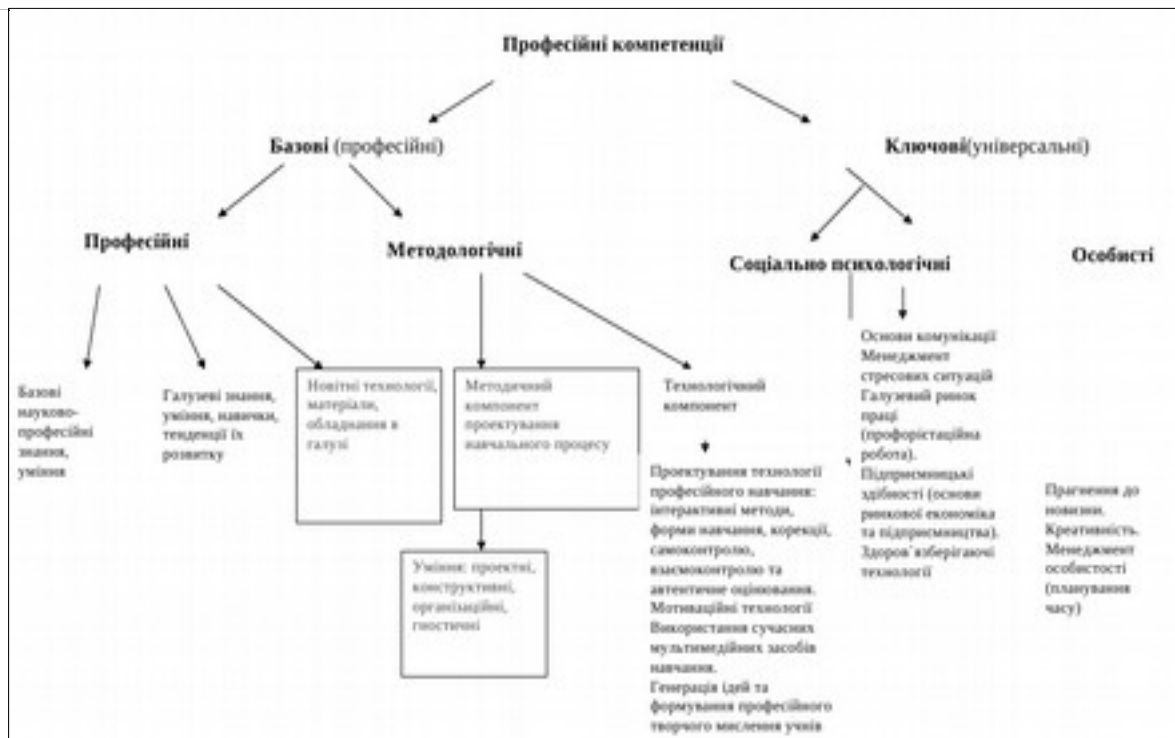 Професійні компетенції
Базові (професійні)
Ключові(універсальні)
Професійні
Методологічні
Соціально психологічні
Особисті
Базові
науково-
професійні
знання,
уміння
Галузеві знання,
уміння, навички,
тенденції їх
розвитку
Новітні технології,
матеріали,
обладнання в
галузі
Методичний
компонент
проектування
навчального процесу
Уміння: проектні,
конструктивні,
організаційні,
гностичні
Технологічний
компонент
Проектування технології
професійного навчання:
інтерактивні методи,
форми навчання, корекції,
самоконтролю,
взаємоконтролю та
автентичне оцінювання.
Мотиваційні технології
Використання сучасних
мультимедійних засобів
навчання.
Генерація ідей та
формування професійного
творчого мислення учнів
Основи комунікації
Менеджмент
стресових ситуацій
Галузевий ринок
праці
(профорієтаційна
робота).
Підприємницькі
здібності (основи
ринкової економіка
та підприємництва).
Здоров`язберігаючі
технології
Прагнення до
новизни.
Креативність.
Менеджмент
особистості
(планування
часу)